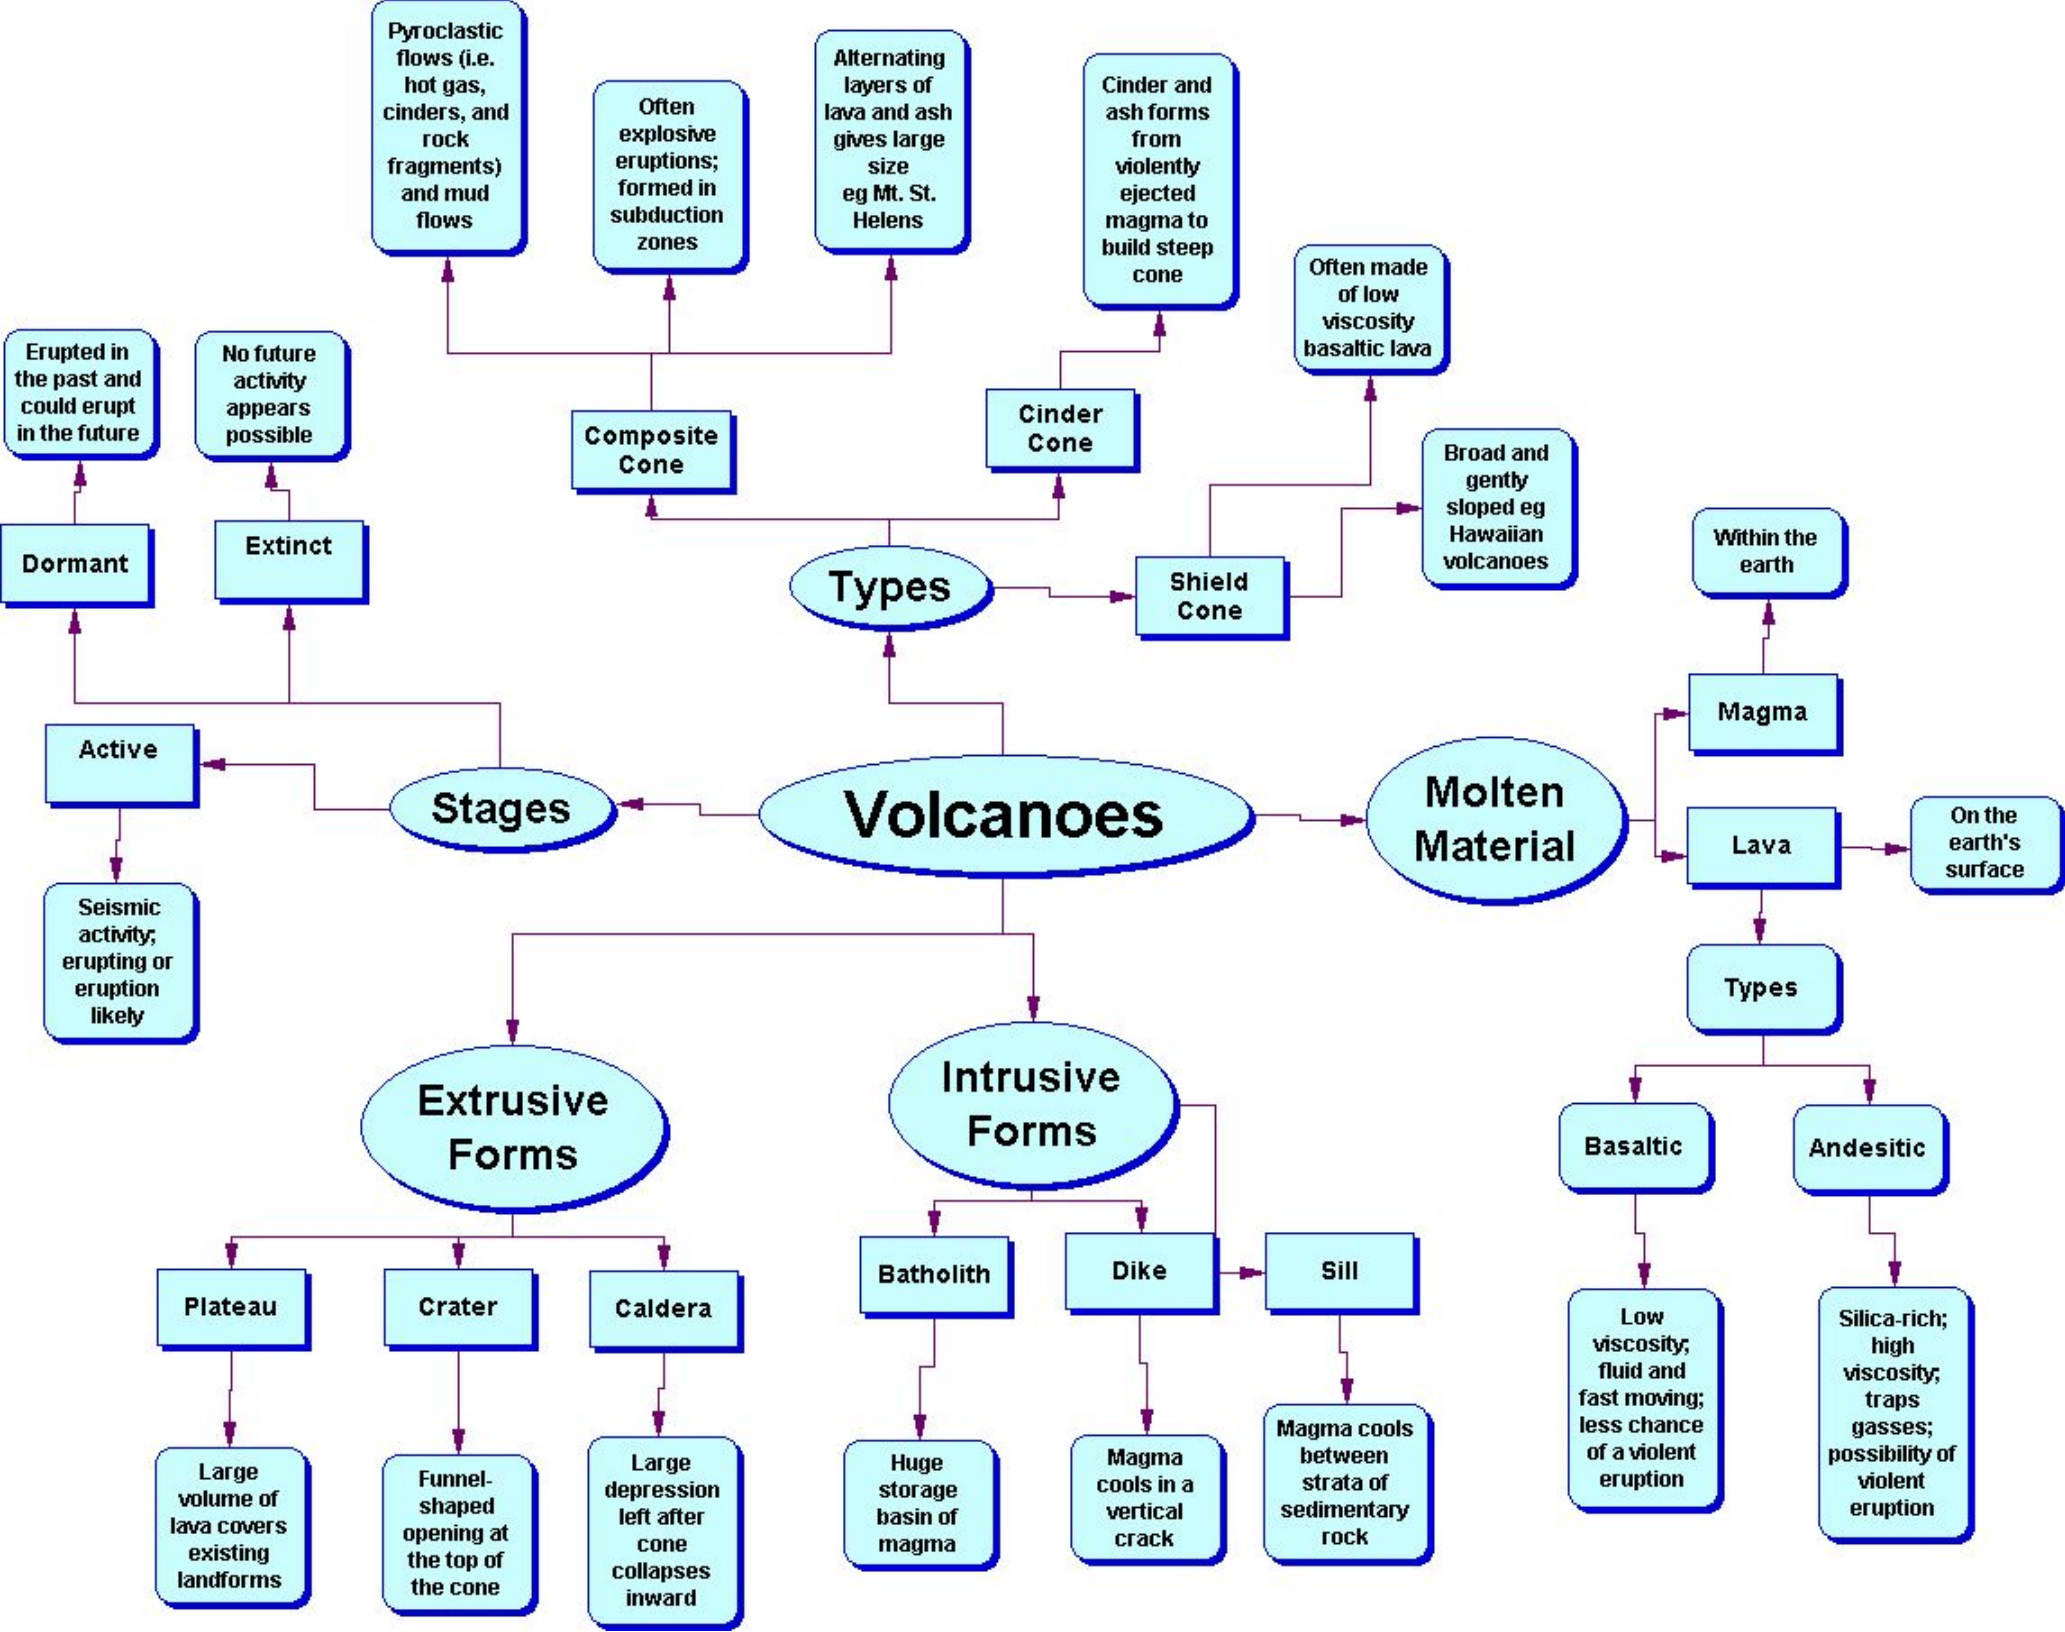 Pyroclastic
flows (i.e.
hot gas,
cinders, and
rock
fragments)
and mud
flows
Often
explosive
eruptions;
formed in
subduction
zones
Alternating
layers of
lava and ash
gives large
size
eg Mt. St.
Helens
Cinder and
ash forms
from
violently
ejected
magma to
build steep
cone
Often made
of low
viscosity
basaltic lava
Erupted in
the past and
could erupt
in the future
No future
activity
appears
possible
Composite
Cone
Cinder
Cone
Broad and
gently
sloped eg
Hawaiian
volcanoes
Dormant
Extinct
Types
Shield
Cone
Within the
earth
Magma
Active
Stages
Volcanoes
Molten
Material
Lava
On the
earth's
surface
Seismic
activity;
erupting or
eruption
likely
Types
Extrusive
Forms
Intrusive
Forms
Basaltic
Andesitic
Plateau
Crater
Caldera
Batholith
Dike
Sill
Large
volume of
lava covers
existing
landforms
Funnel-
shaped
opening at
the top of
the cone
Large
depression
left after
cone
collapses
inward
Huge
storage
basin of
magma
Magma
cools in a
vertical
crack
Magma cools
between
strata of
sedimentary
rock
Low
viscosity;
fluid and
fast moving;
less chance
of a violent
eruption
Silica-rich;
high
viscosity;
traps
gasses;
possibility of
violent
eruption